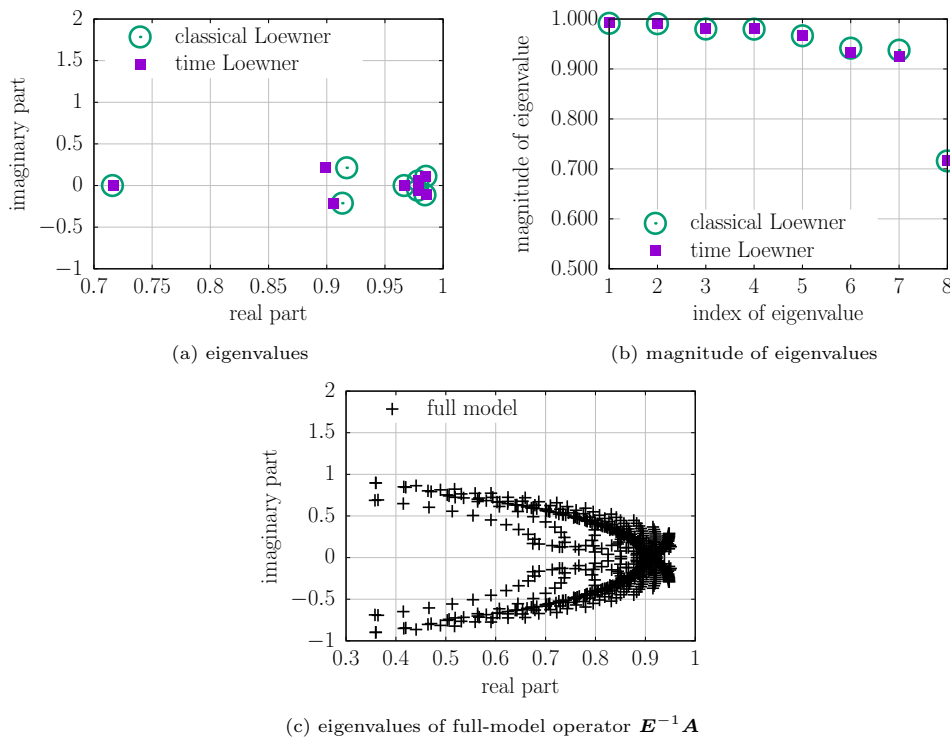 2
1.5
1
0.5
0
−0.5
−1
0.7 0.75 0.8 0.85 0.9 0.95 1
imaginary part
real part
classical Loewner
time Loewner
(a) eigenvalues
1.000
0.900
0.800
0.700
0.600
0.500
1 2 3 4 5 6 7 8
magnitude of eigenvalue
index of eigenvalue
classical Loewner
time Loewner
(b) magnitude of eigenvalues
2
1.5
1
0.5
0
−0.5
−1
0.3 0.4 0.5 0.6 0.7 0.8 0.9 1
imaginary part
real part
full model
(c) eigenvalues of full-model operator E⁻¹A